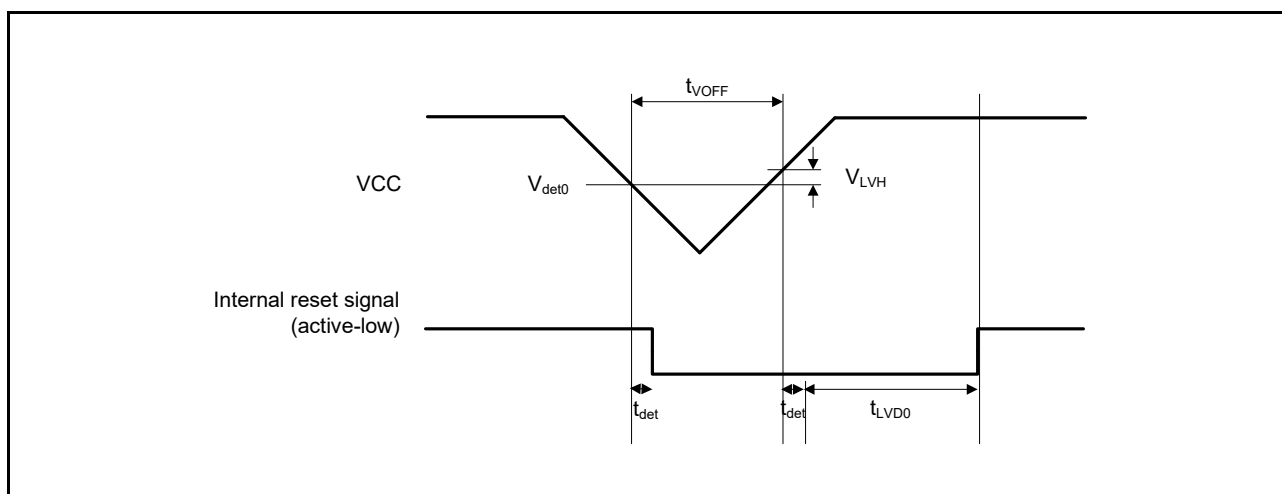 tVOFF
VCC
Vdet0
VLVH
Internal reset signal
(active-low)
tdet
tdet
tLVD0